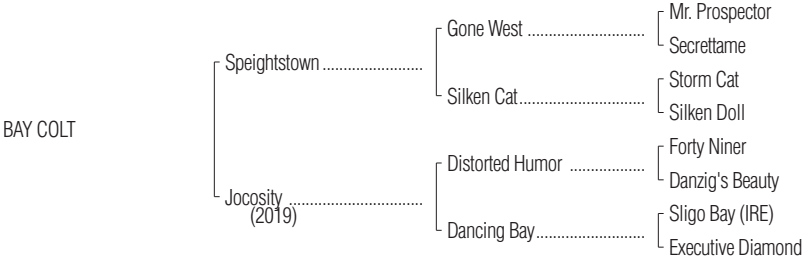 Mr. Prospector
Gone West ............................
Secrettame
Speightstown ........................
Storm Cat
Silken Cat..............................
Silken Doll
BAY COLT
Forty Niner
Distorted Humor ..................
Danzig's Beauty
Jocosity ................................
(2019)
Sligo Bay (IRE)
Dancing Bay..........................
Executive Diamond